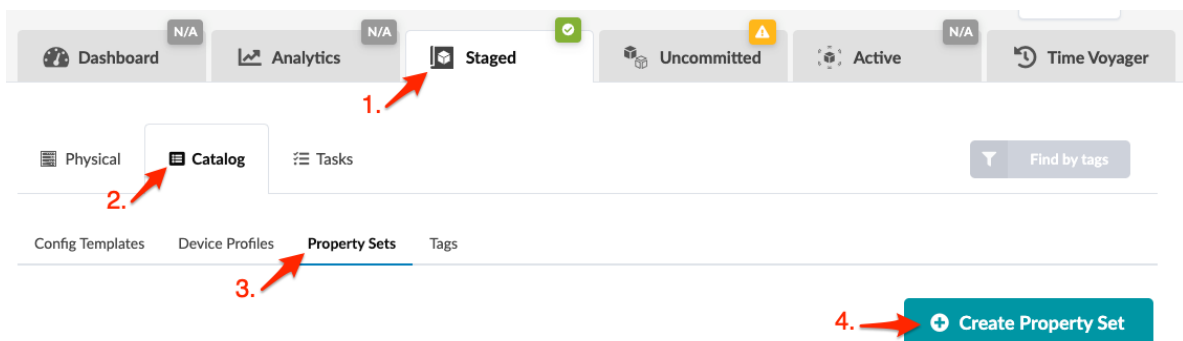 N/A N/A N/A
Dashboard Analytics Staged Uncommitted Active Time Voyager
1.
Physical Catalog Tasks Find by tags
2.
Config Templates Device Profiles Property Sets Tags
3.
4. Create Property Set